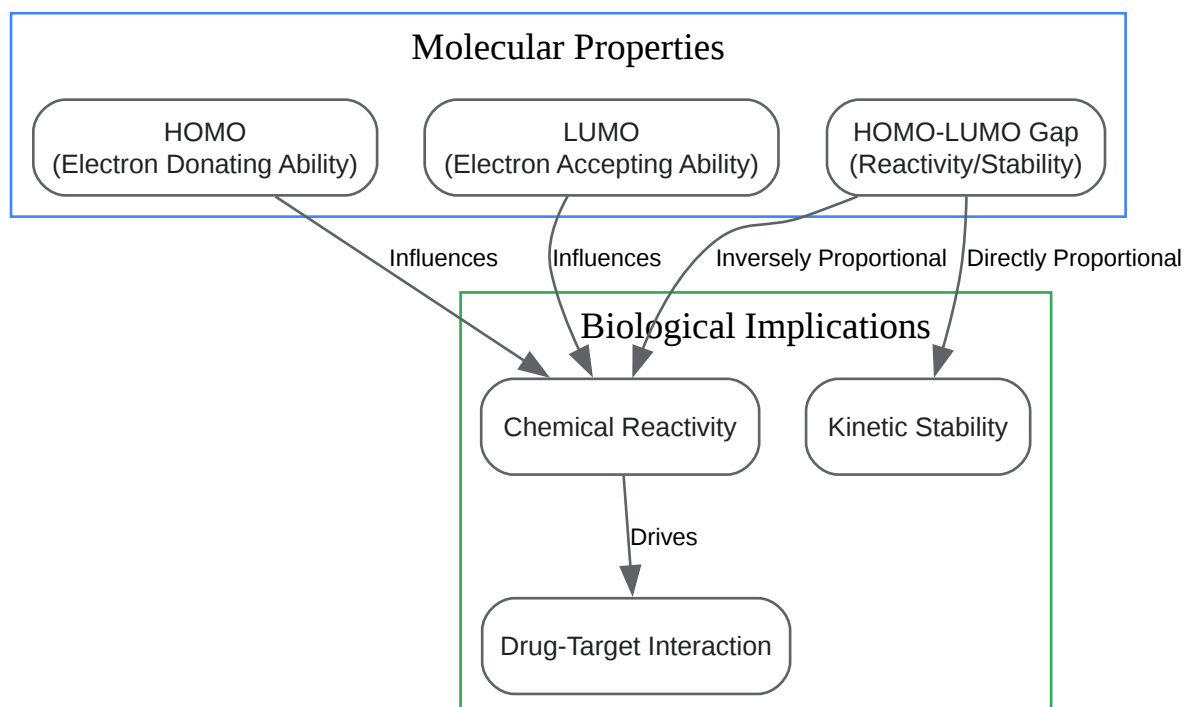 Molecular Properties
HOMO
(Electron Donating Ability)
LUMO
(Electron Accepting Ability)
HOMO-LUMO Gap
(Reactivity/Stability)
Influences
Influences
Inversely Proportional
Directly Proportional
Biological Implications
Chemical Reactivity
Kinetic Stability
Drives
Drug-Target Interaction